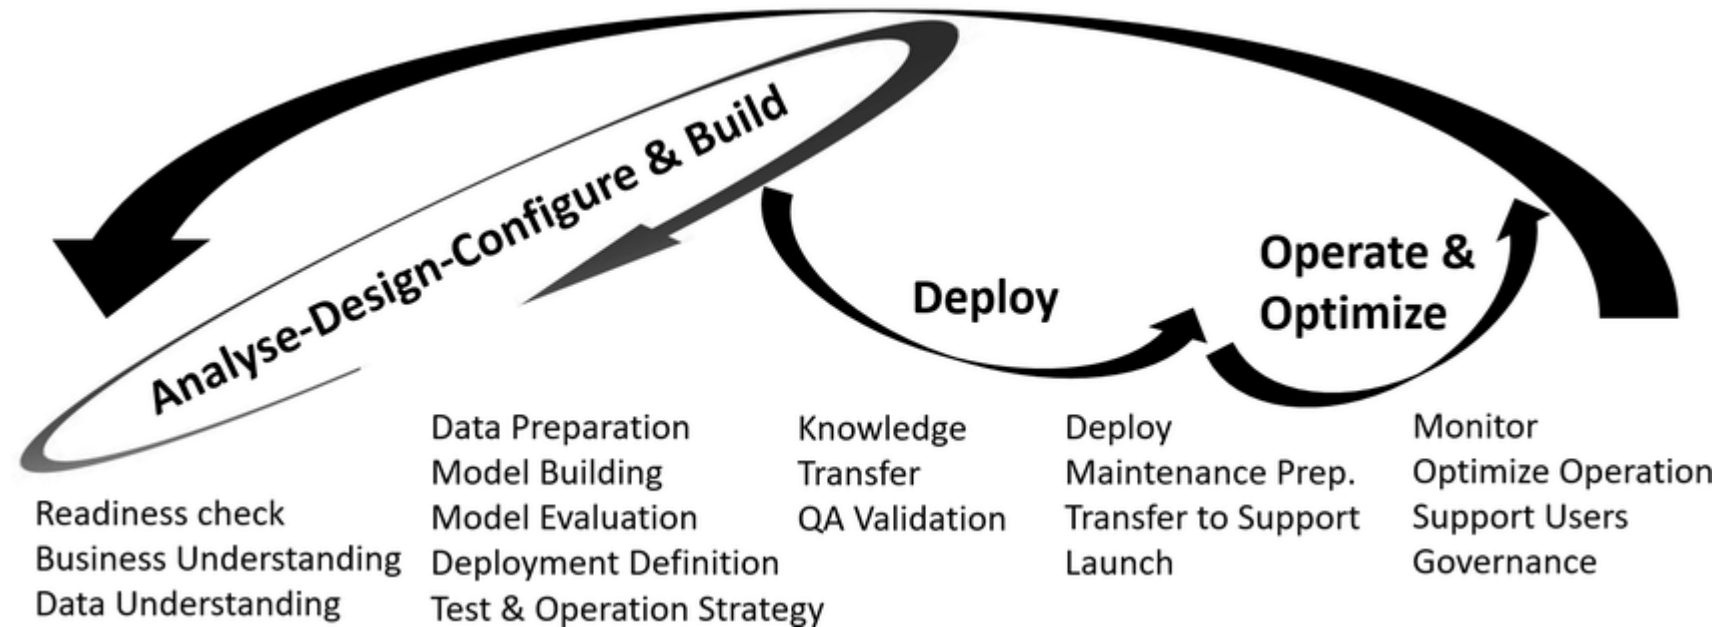 Analyse-Design-Configure & Build
Deploy
Operate &
Optimize
Readiness check
Business Understanding
Data Understanding
Data Preparation
Model Building
Model Evaluation
Deployment Definition
Test & Operation Strategy
Knowledge
Transfer
QA Validation
Deploy
Maintenance Prep.
Transfer to Support
Launch
Monitor
Optimize Operation
Support Users
Governance